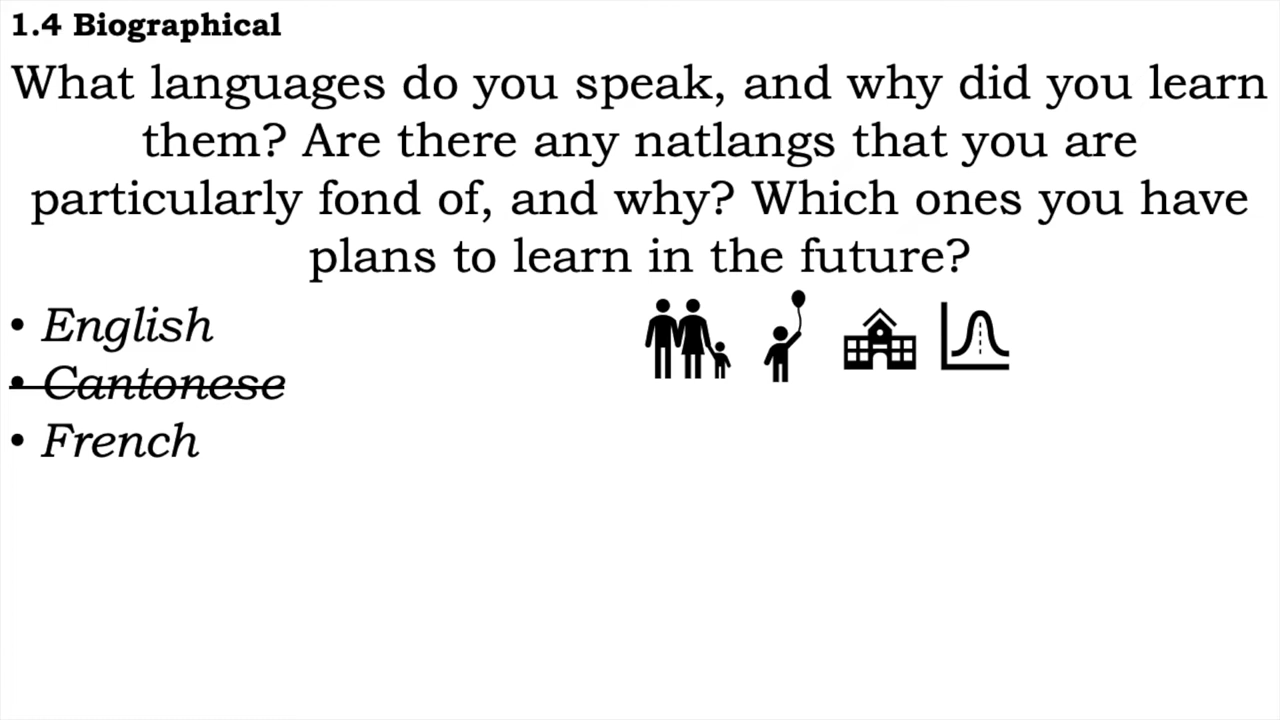 1.4 Biographical
What languages do you speak, and why did you learn
them? Are there any natlangs that you are
particularly fond of, and why? Which ones you have
plans to learn in the future?
• English
• Cantonese
• French